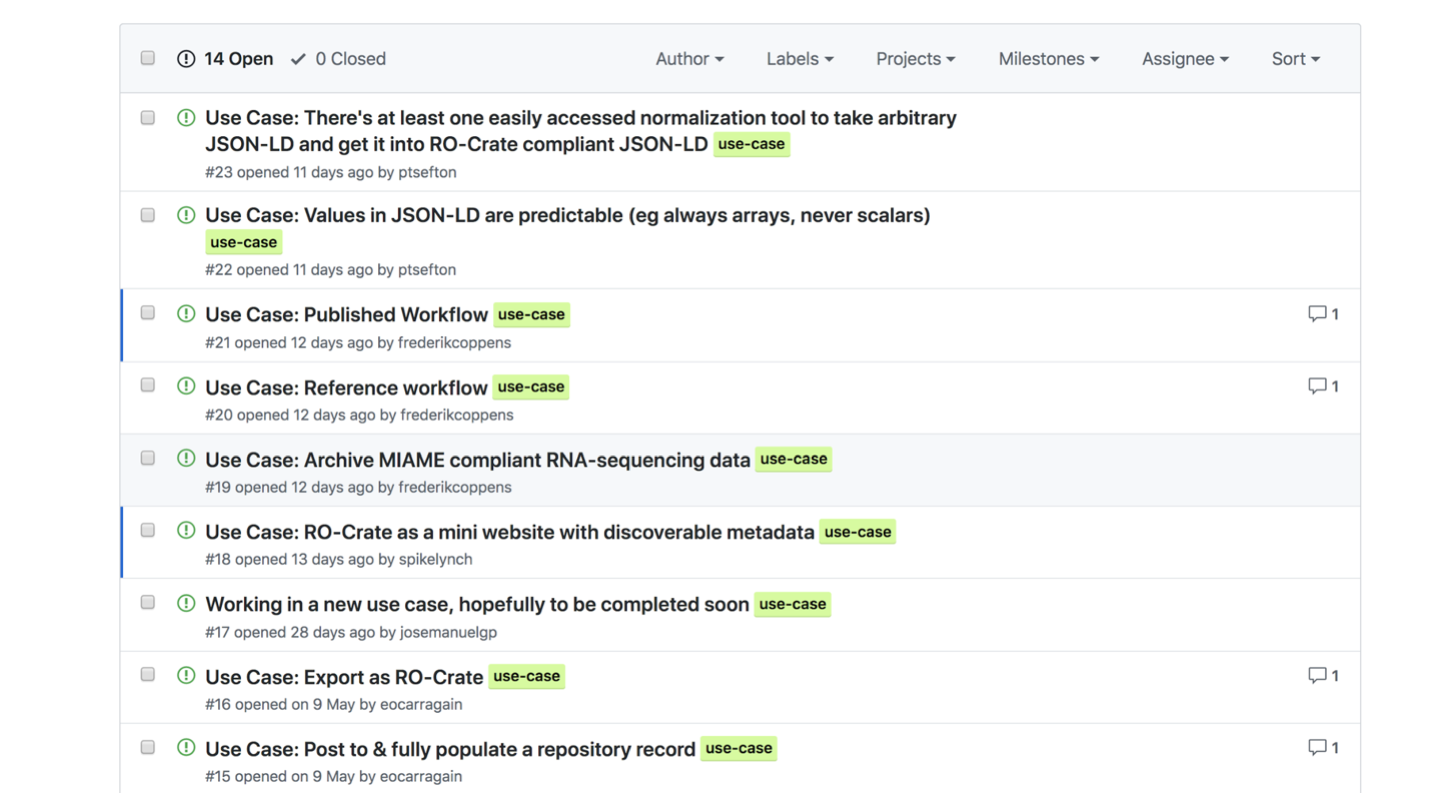 14 Open 0 Closed Author Labels Projects Milestones Assignee Sort
Use Case: There's at least one easily accessed normalization tool to take arbitrary
JSON-LD and get it into RO-Crate compliant JSON-LD use-case
#23 opened 11 days ago by ptsefton
Use Case: Values in JSON-LD are predictable (eg always arrays, never scalars)
use-case
#22 opened 11 days ago by ptsefton
Use Case: Published Workflow use-case 1
#21 opened 12 days ago by frederikcoppens
Use Case: Reference workflow use-case 1
#20 opened 12 days ago by frederikcoppens
Use Case: Archive MIAME compliant RNA-sequencing data use-case
#19 opened 12 days ago by frederikcoppens
Use Case: RO-Crate as a mini website with discoverable metadata use-case
#18 opened 13 days ago by spikelynch
Working in a new use case, hopefully to be completed soon use-case
#17 opened 28 days ago by josemanuelgp
Use Case: Export as RO-Crate use-case 1
#16 opened on 9 May by eocarragain
Use Case: Post to & fully populate a repository record use-case 1
#15 opened on 9 May by eocarragain